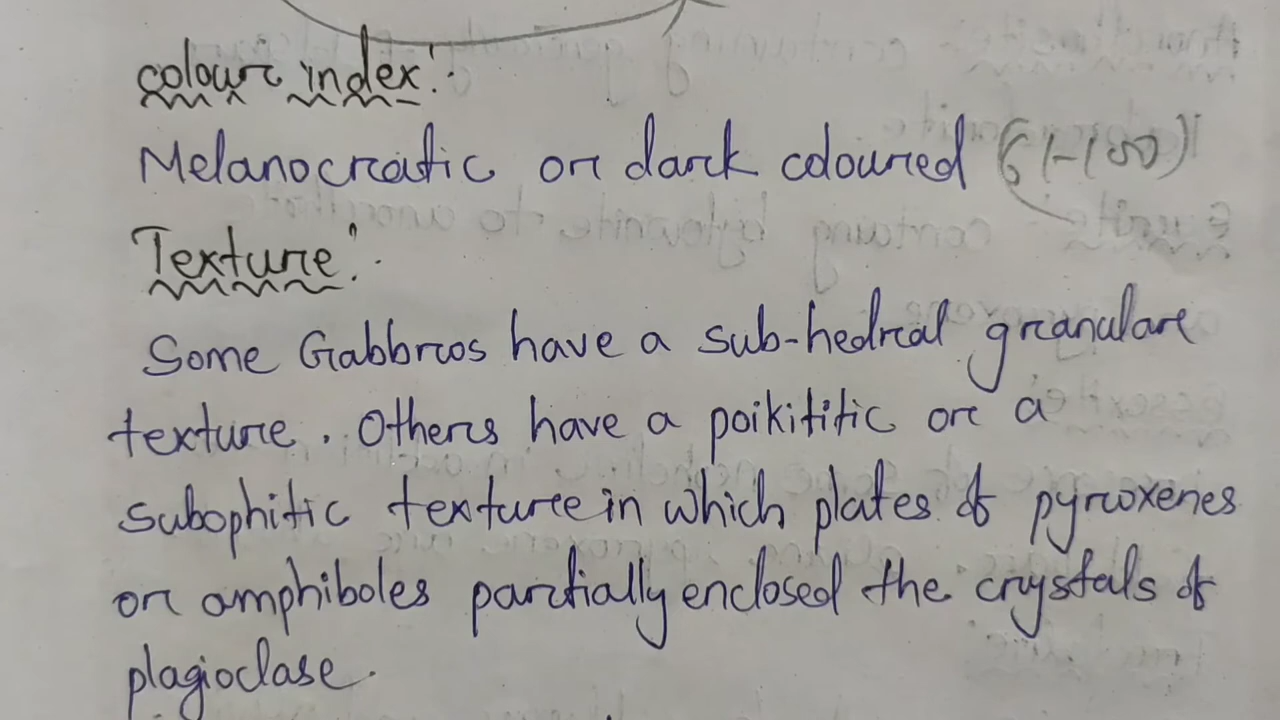 colour index:
Melanocratic or dark coloured (61-100)
Texture:
Some Gabbros have a sub-hedral granular
texture. Others have a poikititic or a
subophitic texture in which plates of pyroxenes
or amphiboles partially enclosed the crystals of
plagioclase.